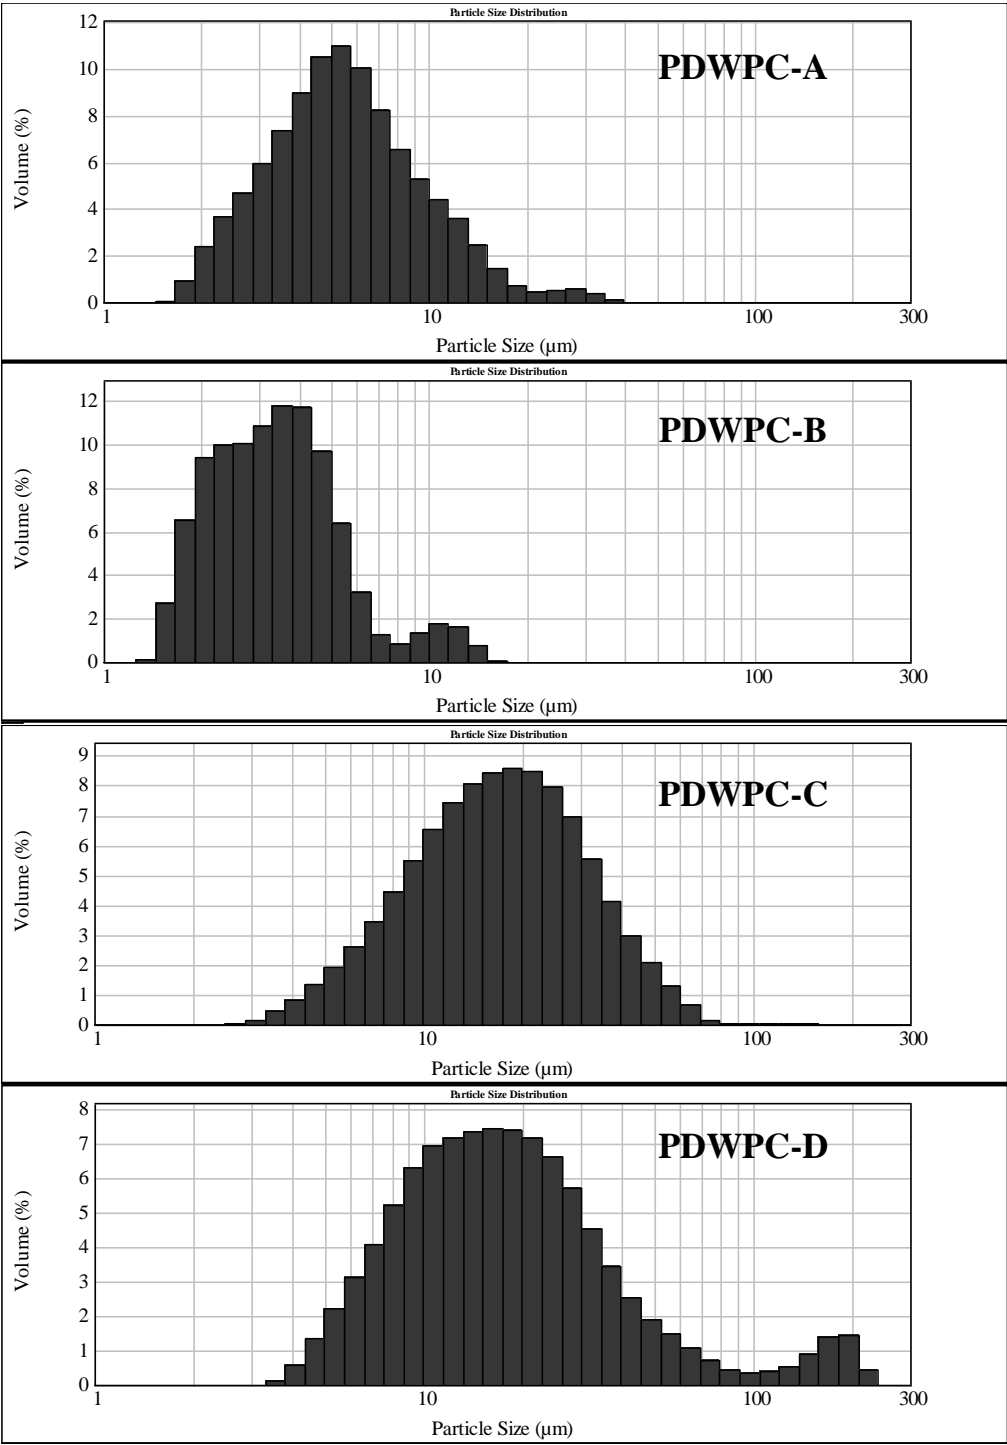 Particle Size Distribution
PDWPC-A
Volume (%)
12
10
8
6
4
2
0
1 10 100 300
Particle Size (µm)
Particle Size Distribution
PDWPC-B
Volume (%)
12
10
8
6
4
2
0
1 10 100 300
Particle Size (µm)
Particle Size Distribution
PDWPC-C
Volume (%)
9
8
7
6
5
4
3
2
1
0
1 10 100 300
Particle Size (µm)
Particle Size Distribution
PDWPC-D
Volume (%)
8
7
6
5
4
3
2
1
0
1 10 100 300
Particle Size (µm)